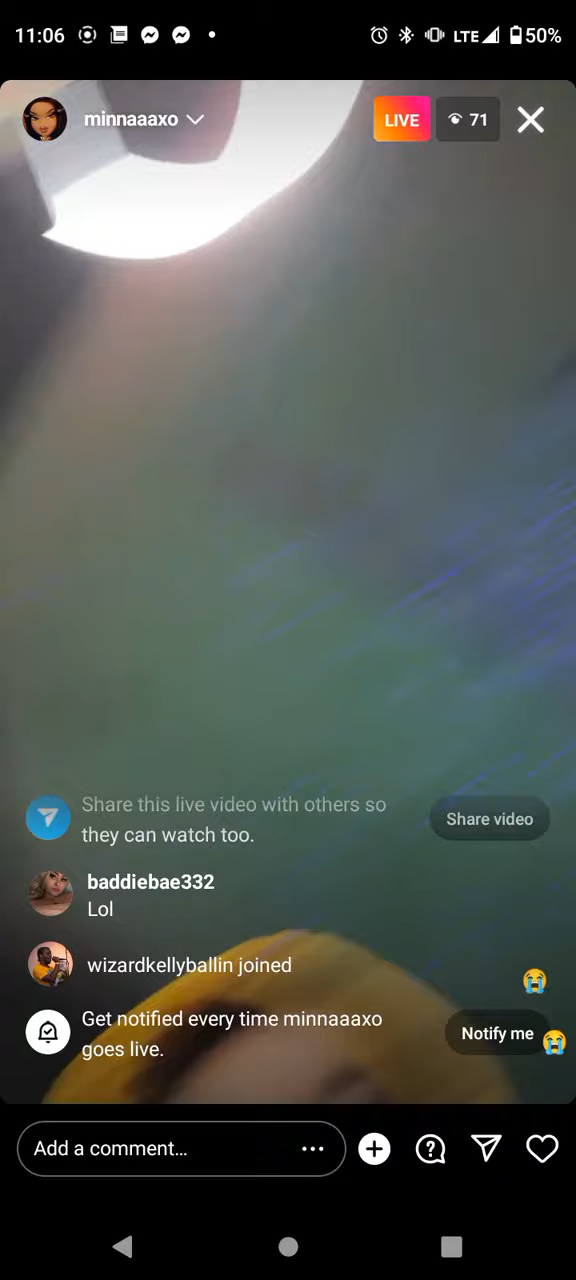 11:06 LTE 50%
minnaaaxo LIVE 71
Share this live video with others so
they can watch too.
Share video
baddiebae332
Lol
wizardkellyballin joined
Get notified every time minnaaaxo
goes live.
Notify me
Add a comment…